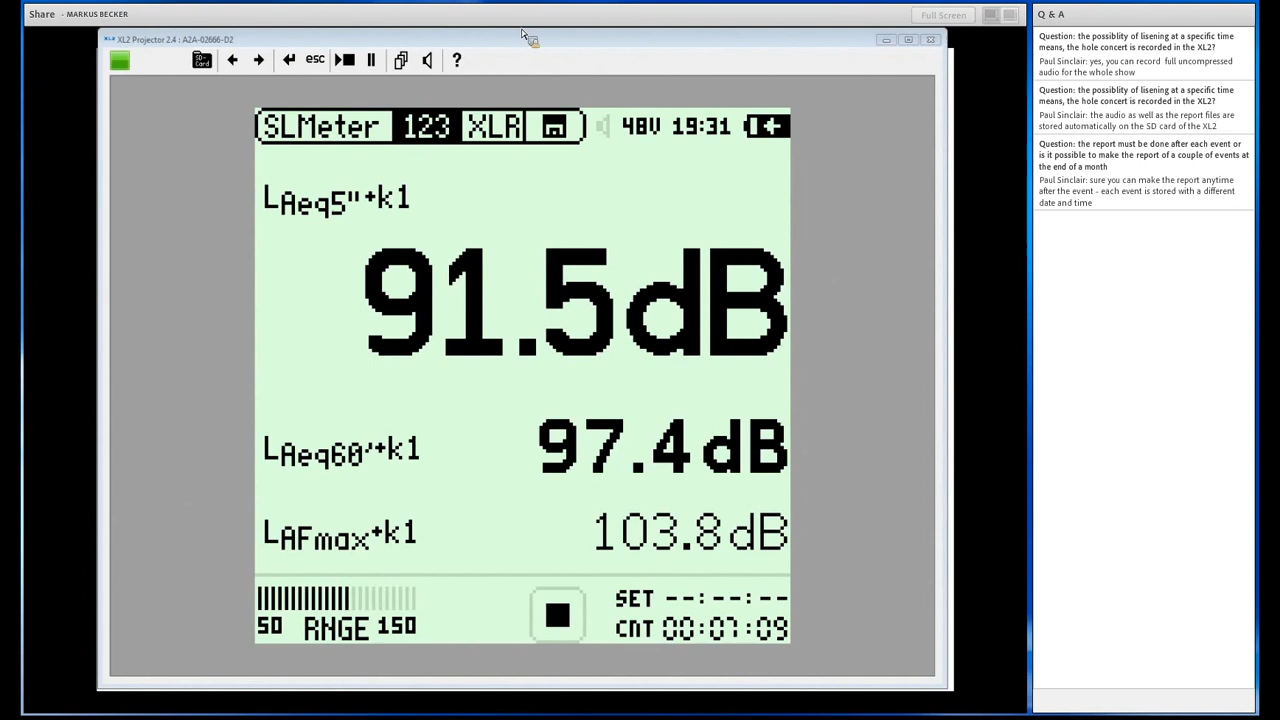 Share - MARKUS BECKER
Full Screen
XL2 Projector 2.4 : A2A-02666-D2
SD-Card
esc
?
SLMeter 123 XLR 48V 19:31
LAeq5"+k1
91.5dB
LAeq60'+k1
97.4dB
LAFmax+k1
103.8dB
SET --:--:--
50 RNGE 150
CNT 00:07:09
Q & A
Question: the possiblity of lisening at a specific time
means, the hole concert is recorded in the XL2?
Paul Sinclair: yes, you can record full uncompressed
audio for the whole show
Question: the possiblity of lisening at a specific time
means, the hole concert is recorded in the XL2?
Paul Sinclair: the audio as well as the report files are
stored automatically on the SD card of the XL2
Question: the report must be done after each event or
is it possible to make the report of a couple of events at
the end of a month
Paul Sinclair: sure you can make the report anytime
after the event - each event is stored with a different
date and time